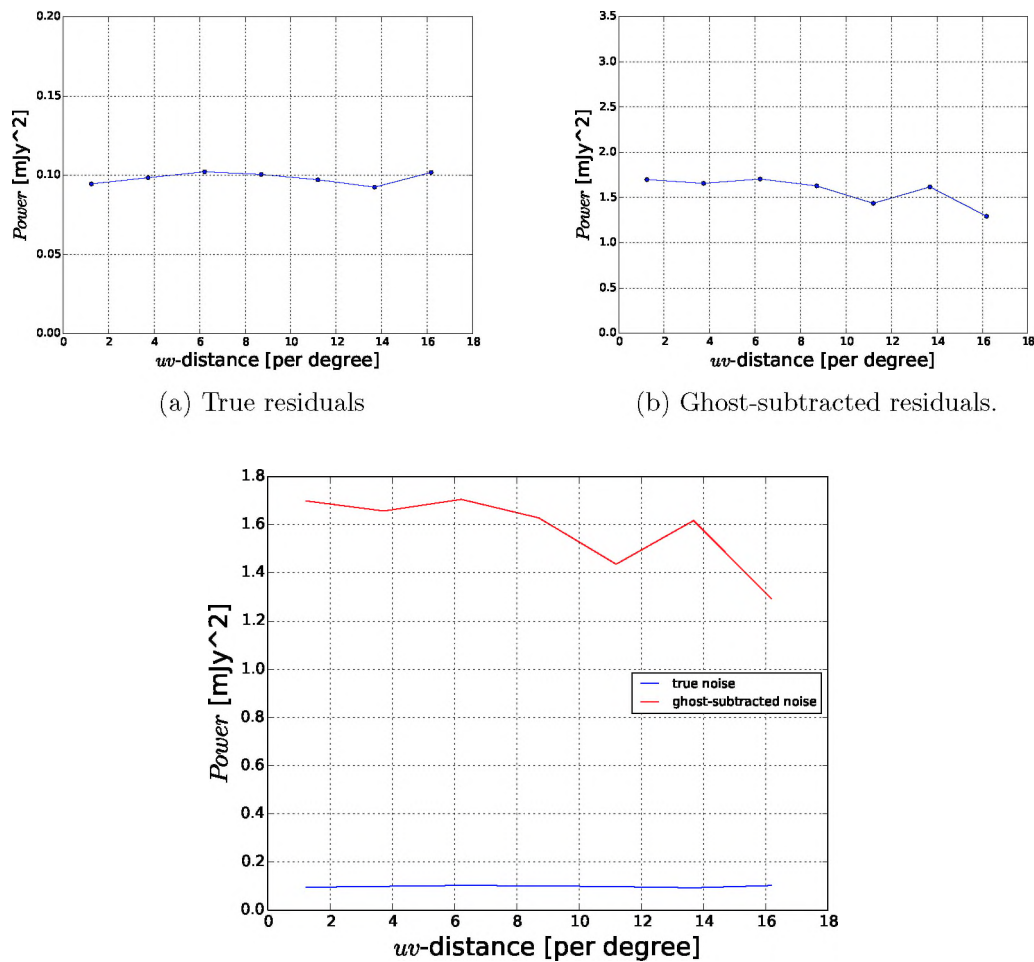 0.20
0.15
0.10
0.05
0.00
Power [mJy^2]
0 2 4 6 8 10 12 14 16 18
uv-distance [per degree]
(a) True residuals
3.5
3.0
2.5
2.0
1.5
1.0
0.5
0.0
Power [mJy^2]
0 2 4 6 8 10 12 14 16 18
uv-distance [per degree]
(b) Ghost-subtracted residuals.
1.8
1.6
1.4
1.2
1.0
0.8
0.6
0.4
0.2
0.0
Power [mJy^2]
true noise
ghost-subtracted noise
0 2 4 6 8 10 12 14 16 18
uv-distance [per degree]